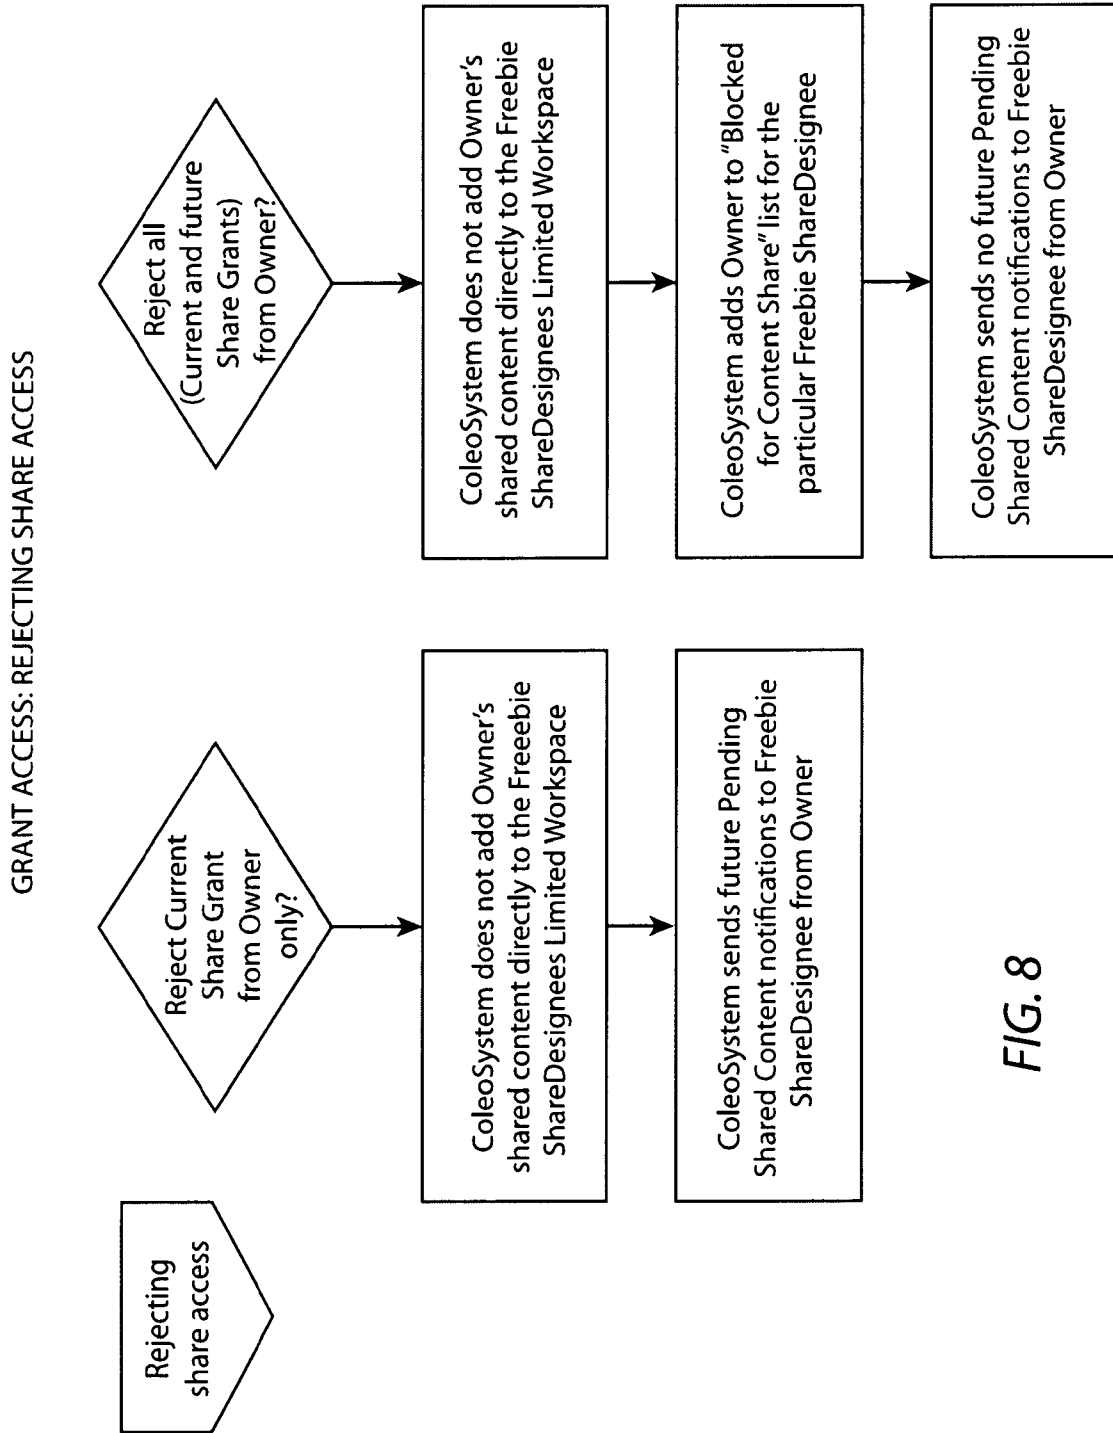 GRANT ACCESS: REJECTING SHARE ACCESS
Rejecting
share access
Reject Current
Share Grant
from Owner
only?
ColeoSystem does not add Owner's
shared content directly to the Freeebie
ShareDesignees Limited Workspace
ColeoSystem sends future Pending
Shared Content notifications to Freebie
ShareDesignee from Owner
Reject all
(Current and future
Share Grants)
from Owner?
ColeoSystem does not add Owner's
shared content directly to the Freebie
ShareDesignees Limited Workspace
ColeoSystem adds Owner to "Blocked
for Content Share" list for the
particular Freebie ShareDesignee
ColeoSystem sends no future Pending
Shared Content notifications to Freebie
ShareDesignee from Owner
FIG. 8